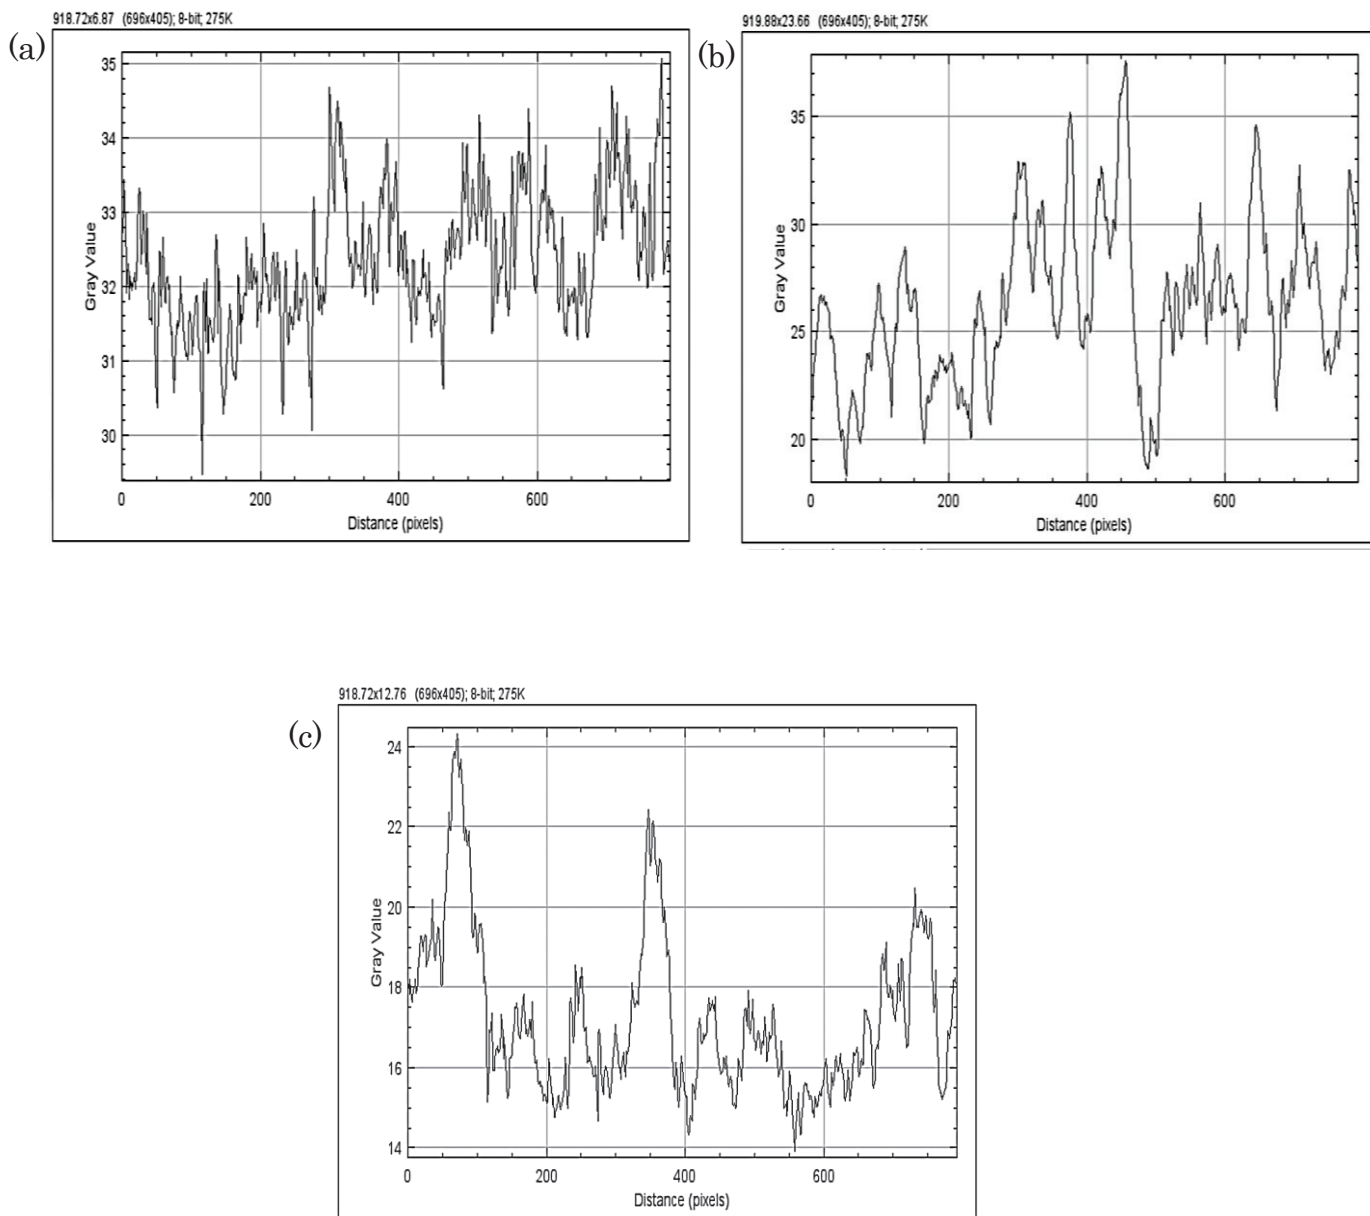 918.72x6.87 (696x405); 8-bit; 275K
(a)
35
34
33
32
31
30
Gray Value
0 200 400 600
Distance (pixels)
919.88x23.66 (696x405); 8-bit; 275K
(b)
35
30
25
20
Gray Value
0 200 400 600
Distance (pixels)
918.72x12.76 (696x405); 8-bit; 275K
(c)
24
22
20
18
16
14
Gray Value
0 200 400 600
Distance (pixels)